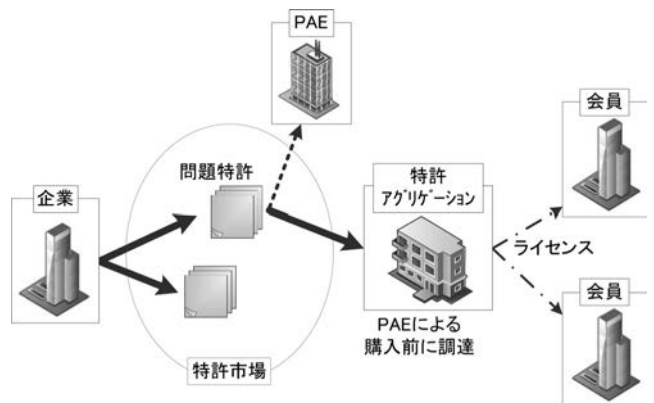 PAE
会員
問題特許
企業
特許
アグリゲーション
ライセンス
PAEによる
購入前に調達
特許市場
会員